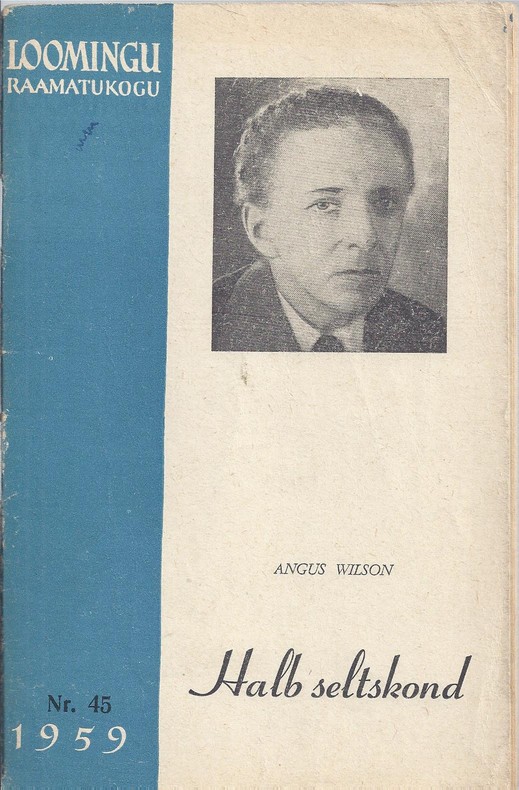 LOOMINGU
RAAMATUKOGU
ANGUS WILSON
Halb seltskond
Nr. 45
1959